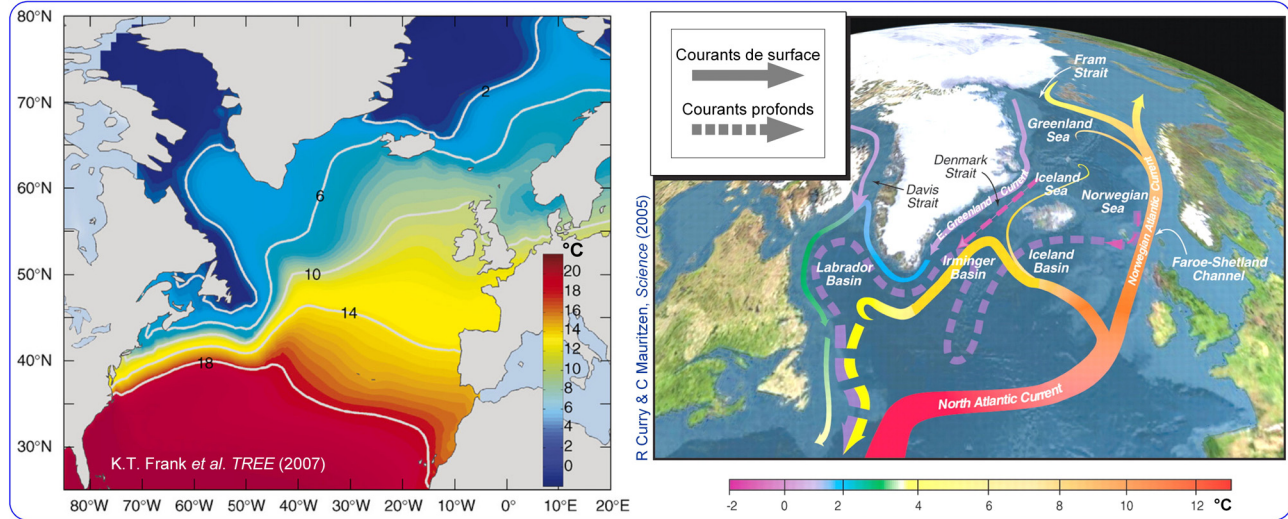 80°N
70°N
60°N
50°N
40°N
30°N
80°W
70°W
60°W
50°W
40°W
30°W
20°W
10°W
0°
10°E
20°E
2
6
10
14
18
°C
20
18
16
14
12
10
8
6
4
2
0
K.T. Frank et al. TREE (2007)
R Curry & C Mauritzen, Science (2005)
Courants de surface
Courants profonds
Fram
Strait
Greenland
Sea
Denmark
Strait
Iceland
Sea
Davis
Strait
E. Greenland Current
Norwegian
Sea
Norwegian Atlantic Current
Labrador
Basin
Irminger
Basin
Iceland
Basin
Faroe-Shetland
Channel
North Atlantic Current
-2
0
2
4
6
8
10
12
°C